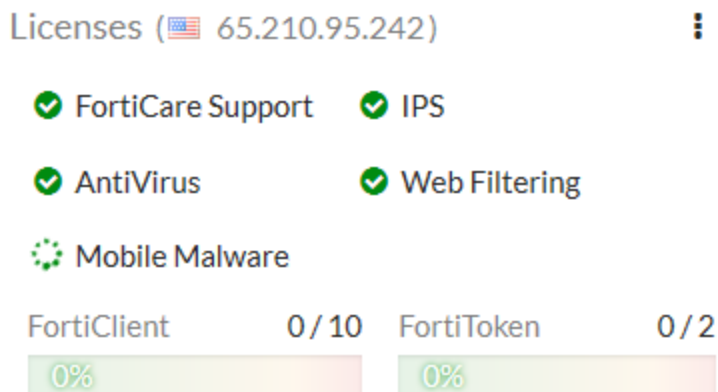 Licenses (65.210.95.242)
FortiCare Support IPS
AntiVirus Web Filtering
Mobile Malware
FortiClient 0 / 10 FortiToken 0 / 2
0% 0%